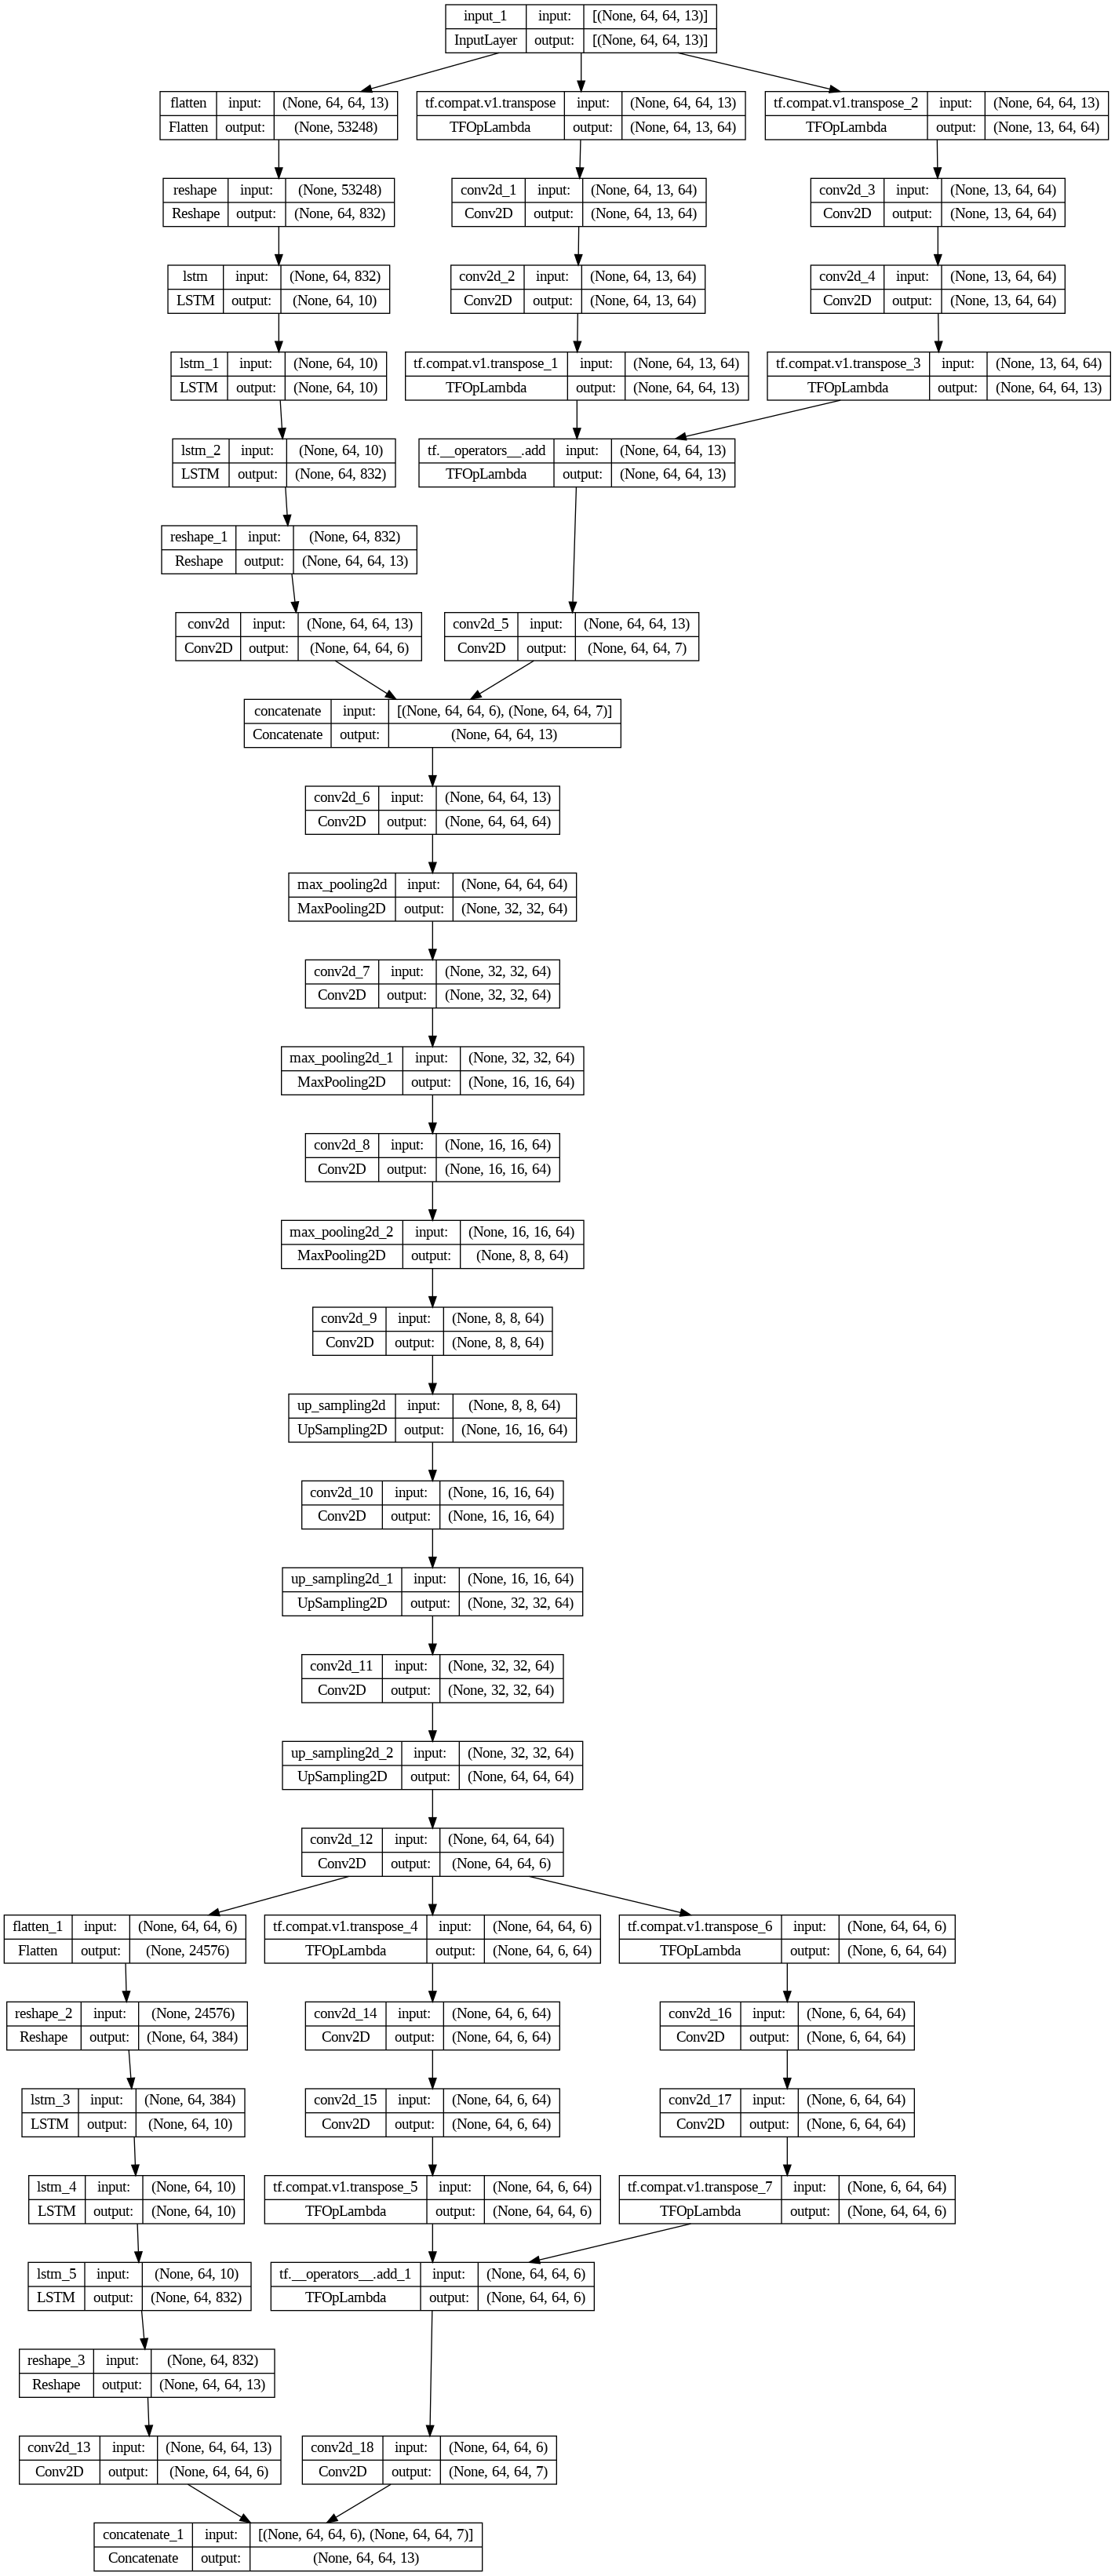 input_1 input: [(None, 64, 64, 13)]
InputLayer output: [(None, 64, 64, 13)]
flatten input: (None, 64, 64, 13)
Flatten output: (None, 53248)
tf.compat.v1.transpose input: (None, 64, 64, 13)
TFOpLambda output: (None, 64, 13, 64)
tf.compat.v1.transpose_2 input: (None, 64, 64, 13)
TFOpLambda output: (None, 13, 64, 64)
reshape input: (None, 53248)
Reshape output: (None, 64, 832)
conv2d_1 input: (None, 64, 13, 64)
Conv2D output: (None, 64, 13, 64)
conv2d_3 input: (None, 13, 64, 64)
Conv2D output: (None, 13, 64, 64)
lstm input: (None, 64, 832)
LSTM output: (None, 64, 10)
conv2d_2 input: (None, 64, 13, 64)
Conv2D output: (None, 64, 13, 64)
conv2d_4 input: (None, 13, 64, 64)
Conv2D output: (None, 13, 64, 64)
lstm_1 input: (None, 64, 10)
LSTM output: (None, 64, 10)
tf.compat.v1.transpose_1 input: (None, 64, 13, 64)
TFOpLambda output: (None, 64, 64, 13)
tf.compat.v1.transpose_3 input: (None, 13, 64, 64)
TFOpLambda output: (None, 64, 64, 13)
lstm_2 input: (None, 64, 10)
LSTM output: (None, 64, 832)
tf.__operators__.add input: (None, 64, 64, 13)
TFOpLambda output: (None, 64, 64, 13)
reshape_1 input: (None, 64, 832)
Reshape output: (None, 64, 64, 13)
conv2d input: (None, 64, 64, 13)
Conv2D output: (None, 64, 64, 6)
conv2d_5 input: (None, 64, 64, 13)
Conv2D output: (None, 64, 64, 7)
concatenate input: [(None, 64, 64, 6), (None, 64, 64, 7)]
Concatenate output: (None, 64, 64, 13)
conv2d_6 input: (None, 64, 64, 13)
Conv2D output: (None, 64, 64, 64)
max_pooling2d input: (None, 64, 64, 64)
MaxPooling2D output: (None, 32, 32, 64)
conv2d_7 input: (None, 32, 32, 64)
Conv2D output: (None, 32, 32, 64)
max_pooling2d_1 input: (None, 32, 32, 64)
MaxPooling2D output: (None, 16, 16, 64)
conv2d_8 input: (None, 16, 16, 64)
Conv2D output: (None, 16, 16, 64)
max_pooling2d_2 input: (None, 16, 16, 64)
MaxPooling2D output: (None, 8, 8, 64)
conv2d_9 input: (None, 8, 8, 64)
Conv2D output: (None, 8, 8, 64)
up_sampling2d input: (None, 8, 8, 64)
UpSampling2D output: (None, 16, 16, 64)
conv2d_10 input: (None, 16, 16, 64)
Conv2D output: (None, 16, 16, 64)
up_sampling2d_1 input: (None, 16, 16, 64)
UpSampling2D output: (None, 32, 32, 64)
conv2d_11 input: (None, 32, 32, 64)
Conv2D output: (None, 32, 32, 64)
up_sampling2d_2 input: (None, 32, 32, 64)
UpSampling2D output: (None, 64, 64, 64)
conv2d_12 input: (None, 64, 64, 64)
Conv2D output: (None, 64, 64, 6)
flatten_1 input: (None, 64, 64, 6)
Flatten output: (None, 24576)
tf.compat.v1.transpose_4 input: (None, 64, 64, 6)
TFOpLambda output: (None, 64, 6, 64)
tf.compat.v1.transpose_6 input: (None, 64, 64, 6)
TFOpLambda output: (None, 6, 64, 64)
reshape_2 input: (None, 24576)
Reshape output: (None, 64, 384)
conv2d_14 input: (None, 64, 6, 64)
Conv2D output: (None, 64, 6, 64)
conv2d_16 input: (None, 6, 64, 64)
Conv2D output: (None, 6, 64, 64)
lstm_3 input: (None, 64, 384)
LSTM output: (None, 64, 10)
conv2d_15 input: (None, 64, 6, 64)
Conv2D output: (None, 64, 6, 64)
conv2d_17 input: (None, 6, 64, 64)
Conv2D output: (None, 6, 64, 64)
lstm_4 input: (None, 64, 10)
LSTM output: (None, 64, 10)
tf.compat.v1.transpose_5 input: (None, 64, 6, 64)
TFOpLambda output: (None, 64, 64, 6)
tf.compat.v1.transpose_7 input: (None, 6, 64, 64)
TFOpLambda output: (None, 64, 64, 6)
lstm_5 input: (None, 64, 10)
LSTM output: (None, 64, 832)
tf.__operators__.add_1 input: (None, 64, 64, 6)
TFOpLambda output: (None, 64, 64, 6)
reshape_3 input: (None, 64, 832)
Reshape output: (None, 64, 64, 13)
conv2d_13 input: (None, 64, 64, 13)
Conv2D output: (None, 64, 64, 6)
conv2d_18 input: (None, 64, 64, 6)
Conv2D output: (None, 64, 64, 7)
concatenate_1 input: [(None, 64, 64, 6), (None, 64, 64, 7)]
Concatenate output: (None, 64, 64, 13)